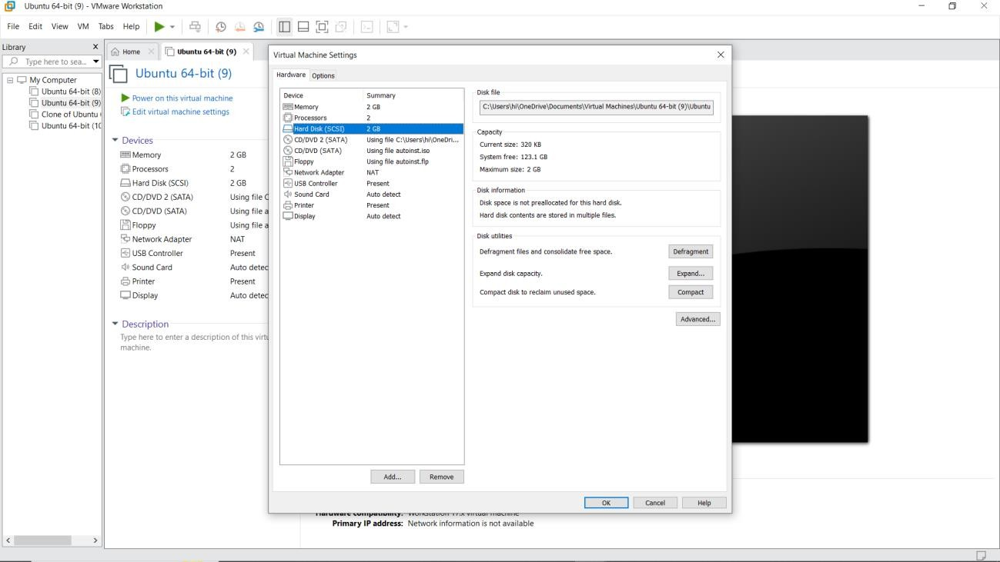 Ubuntu 64-bit (9) - VMware Workstation
File Edit View VM Tabs Help
Library X
Type here to sea...
My Computer
Ubuntu 64-bit (8)
Ubuntu 64-bit (9)
Clone of Ubuntu
Ubuntu 64-bit (10
Home
Ubuntu 64-bit (9)
Ubuntu 64-bit (9)
Power on this virtual machine
Edit virtual machine settings
Devices
Memory 2 GB
Processors 2
Hard Disk (SCSI) 2 GB
CD/DVD 2 (SATA) Using file C
CD/DVD (SATA) Using file a
Floppy Using file a
Network Adapter NAT
USB Controller Present
Sound Card Auto detec
Printer Present
Display Auto detec
Description
Type here to enter a description of this virtu
machine.
Virtual Machine Settings
Hardware Options
Device Summary
Memory 2 GB
Processors 2
Hard Disk (SCSI) 2 GB
CD/DVD 2 (SATA) Using file C:\Users\hi\OneDri...
CD/DVD (SATA) Using file autoinst.iso
Floppy Using file autoinst.flp
Network Adapter NAT
USB Controller Present
Sound Card Auto detect
Printer Present
Display Auto detect
Add... Remove
Disk file
C:\Users\hi\OneDrive\Documents\Virtual Machines\Ubuntu 64-bit (9)\Ubuntu
Capacity
Current size: 320 KB
System free: 123.1 GB
Maximum size: 2 GB
Disk information
Disk space is not preallocated for this hard disk.
Hard disk contents are stored in multiple files.
Disk utilities
Defragment files and consolidate free space. Defragment
Expand disk capacity. Expand...
Compact disk to reclaim unused space. Compact
Advanced...
OK Cancel Help
Hardware compatibility: Workstation 17.x virtual machine
Primary IP address: Network information is not available